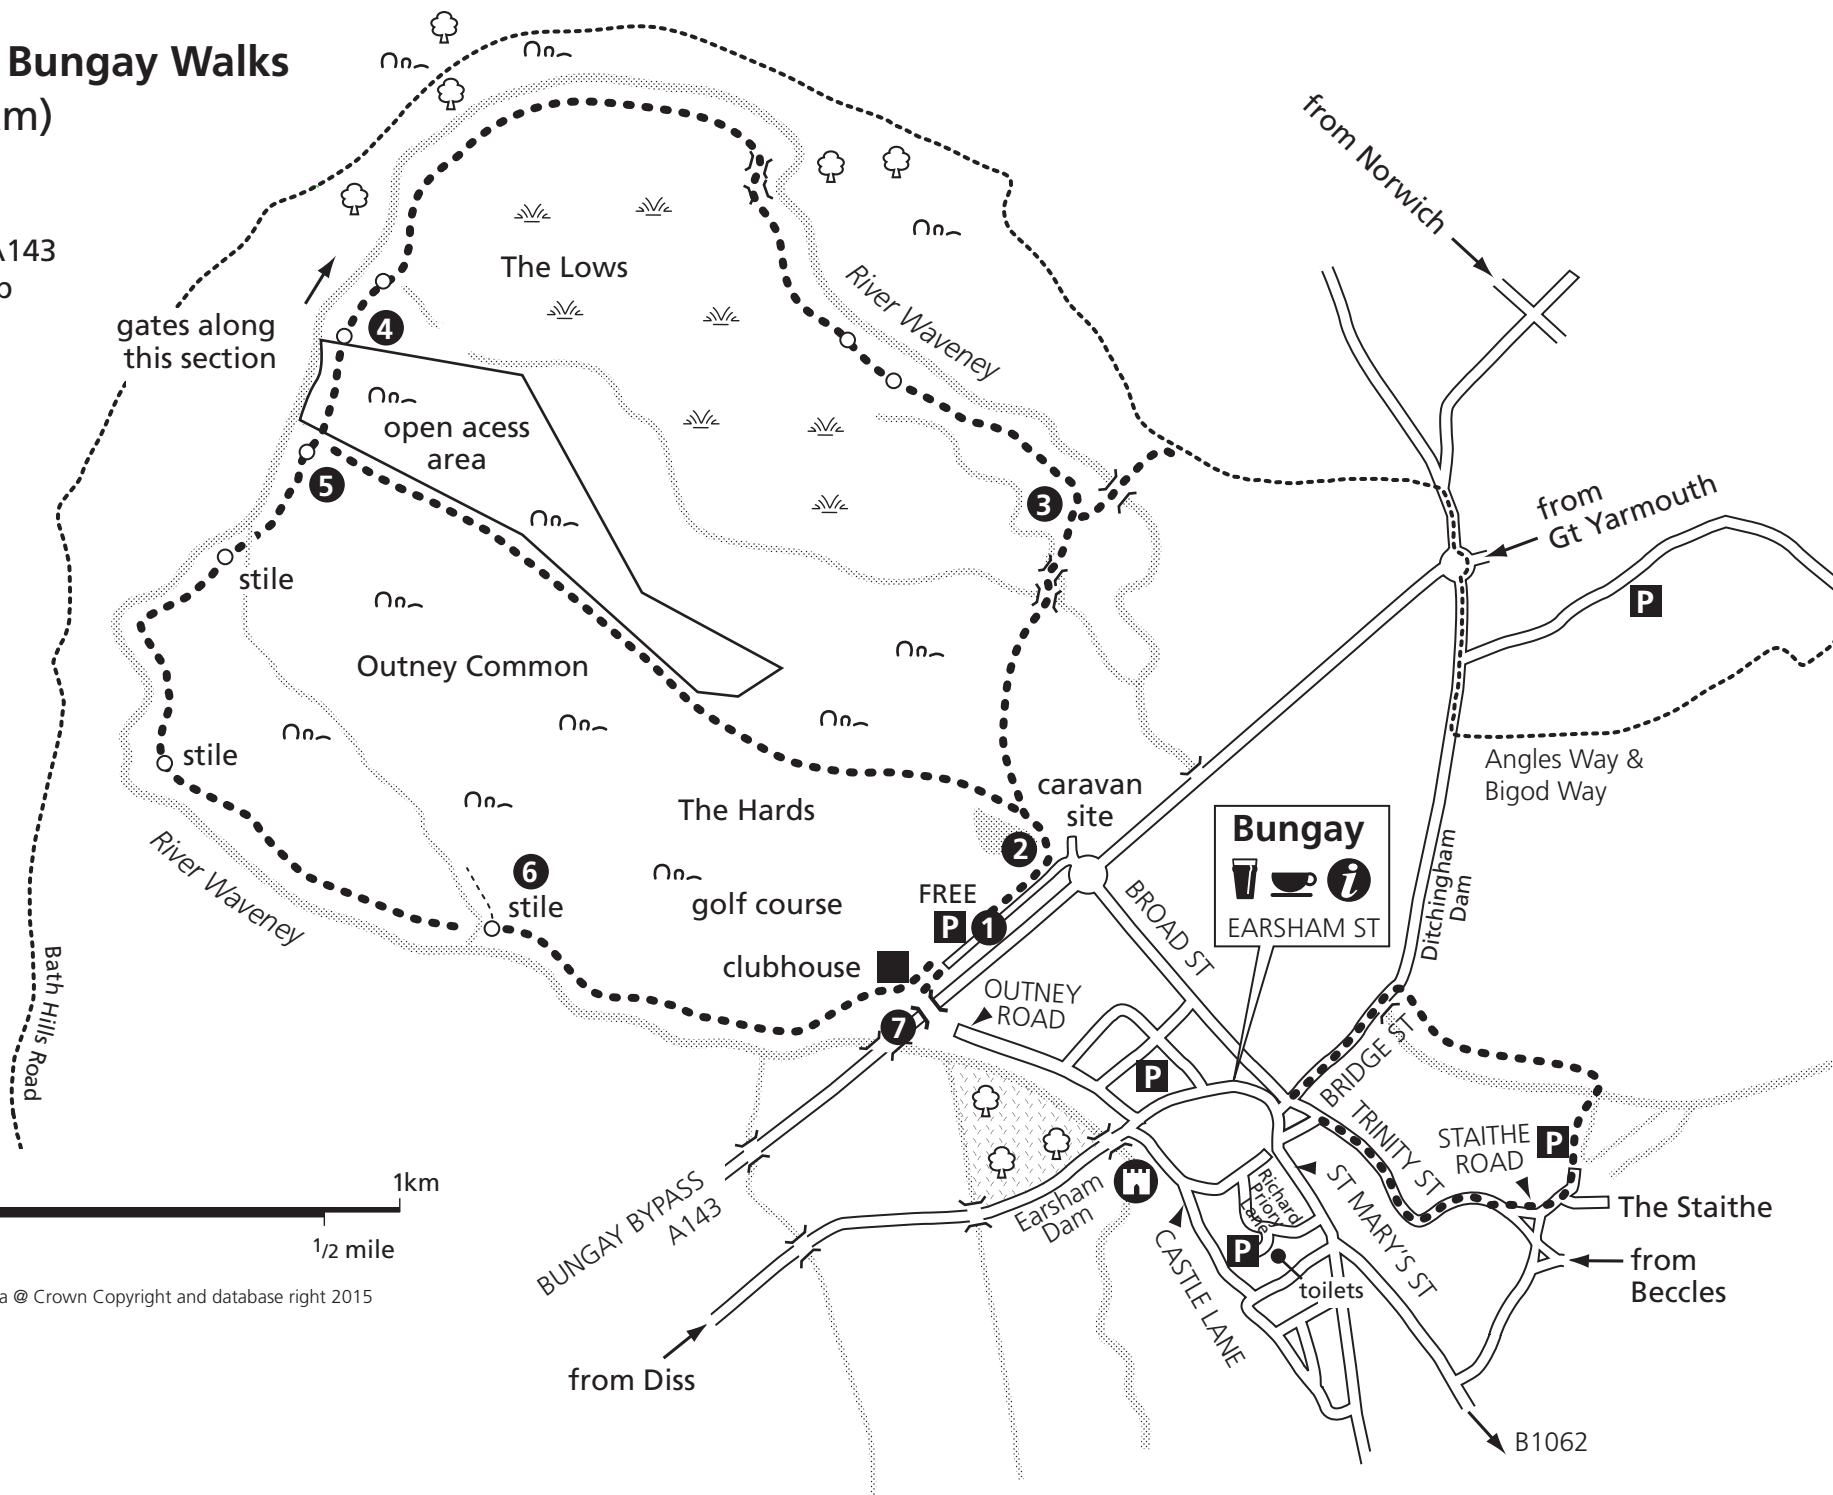 Bungay Walks
m)
A143
from Norwich
gates along
this section
4
The Lows
River Waveney
open acess
area
5
3
from
Gt Yarmouth
stile
P
Outney Common
stile
Angles Way &
Bigod Way
caravan
site
The Hards
Bungay
i
EARSHAM ST
2
River Waveney
6
stile
golf course
FREE
P 1
BROAD ST
Ditchingham
Dam
clubhouse
OUTNEY
ROAD
7
Bath Hills Road
P
BRIDGE ST
TRINITY ST
STAITHE
ROAD
P
1km
1/2 mile
BUNGAY BYPASS
A143
Earsham
Dam
Richard
Priory
Lane
ST MARY'S ST
The Staithe
CASTLE LANE
P
toilets
from
Beccles
a @ Crown Copyright and database right 2015
from Diss
B1062